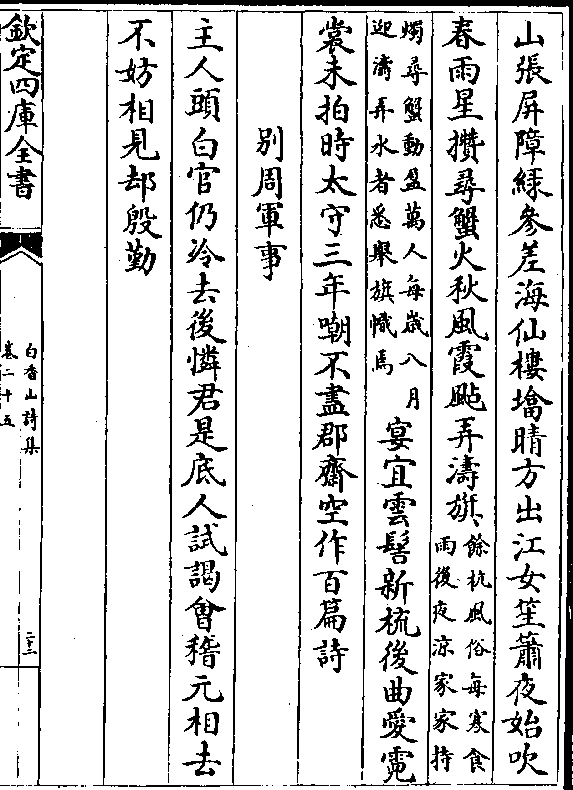 山張屏障綠參差海仙樓塔晴方出江女笙簫夜始吹
春雨星攢尋蟹火秋風霞颭弄濤旗餘杭風俗每寒食雨後夜凉家家持
燭尋蟹動盈萬人每歲八月迎濤弄水者悉舉旗幟焉宴宜雲髻新梳後曲愛霓
裳未拍時太守三年嘲不盡郡齋空作百篇詩
别周軍事
主人頭白官仍冷去後憐君是底人試謁會稽元相去
不妨相見却殷勤
欽定四庫全書
白香山詩集
卷二十五
二三